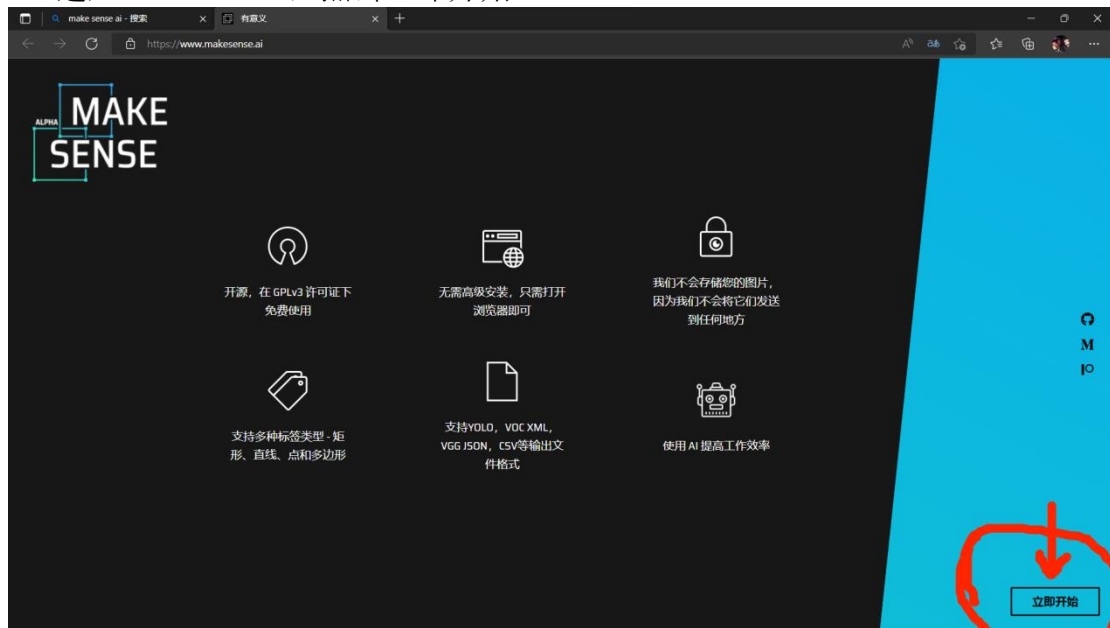 make sense ai - 搜索
有意义
https://www.makesense.ai
ALPHA
MAKE
SENSE
开源，在 GPLv3 许可证下
免费使用
无需高级安装，只需打开
浏览器即可
我们不会存储您的图片，
因为我们不会将它们发送
到任何地方
支持多种标签类型 - 矩
形、直线、点和多边形
支持YOLO，VOC XML，
VGG JSON，CSV等输出文
件格式
使用 AI 提高工作效率
立即开始